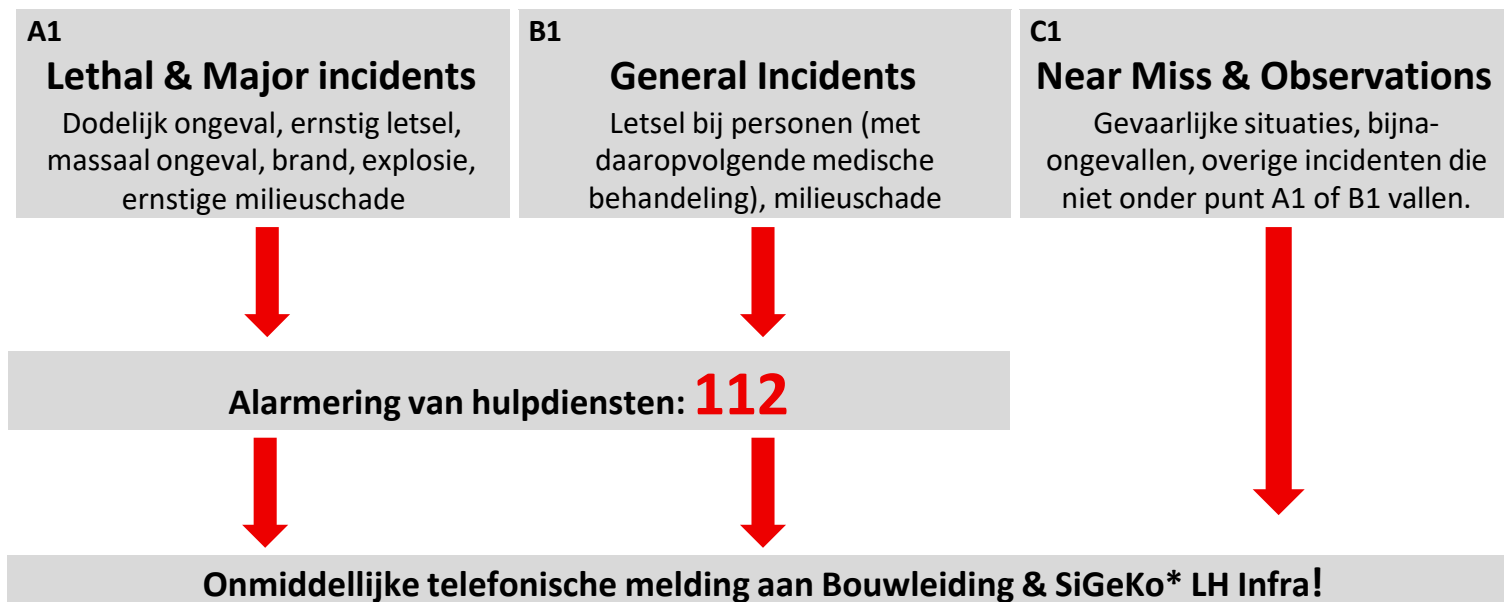 A1
Lethal & Major incidents
Dodelijk ongeval, ernstig letsel,
massaal ongeval, brand, explosie,
ernstige milieuschade
B1
General Incidents
Letsel bij personen (met
daaropvolgende medische
behandeling), milieuschade
C1
Near Miss & Observations
Gevaarlijke situaties, bijna-
ongevallen, overige incidenten die
niet onder punt A1 of B1 vallen.
Alarmering van hulpdiensten: 112
Onmiddellijke telefonische melding aan Bouwleiding & SiGeKo* LH Infra!